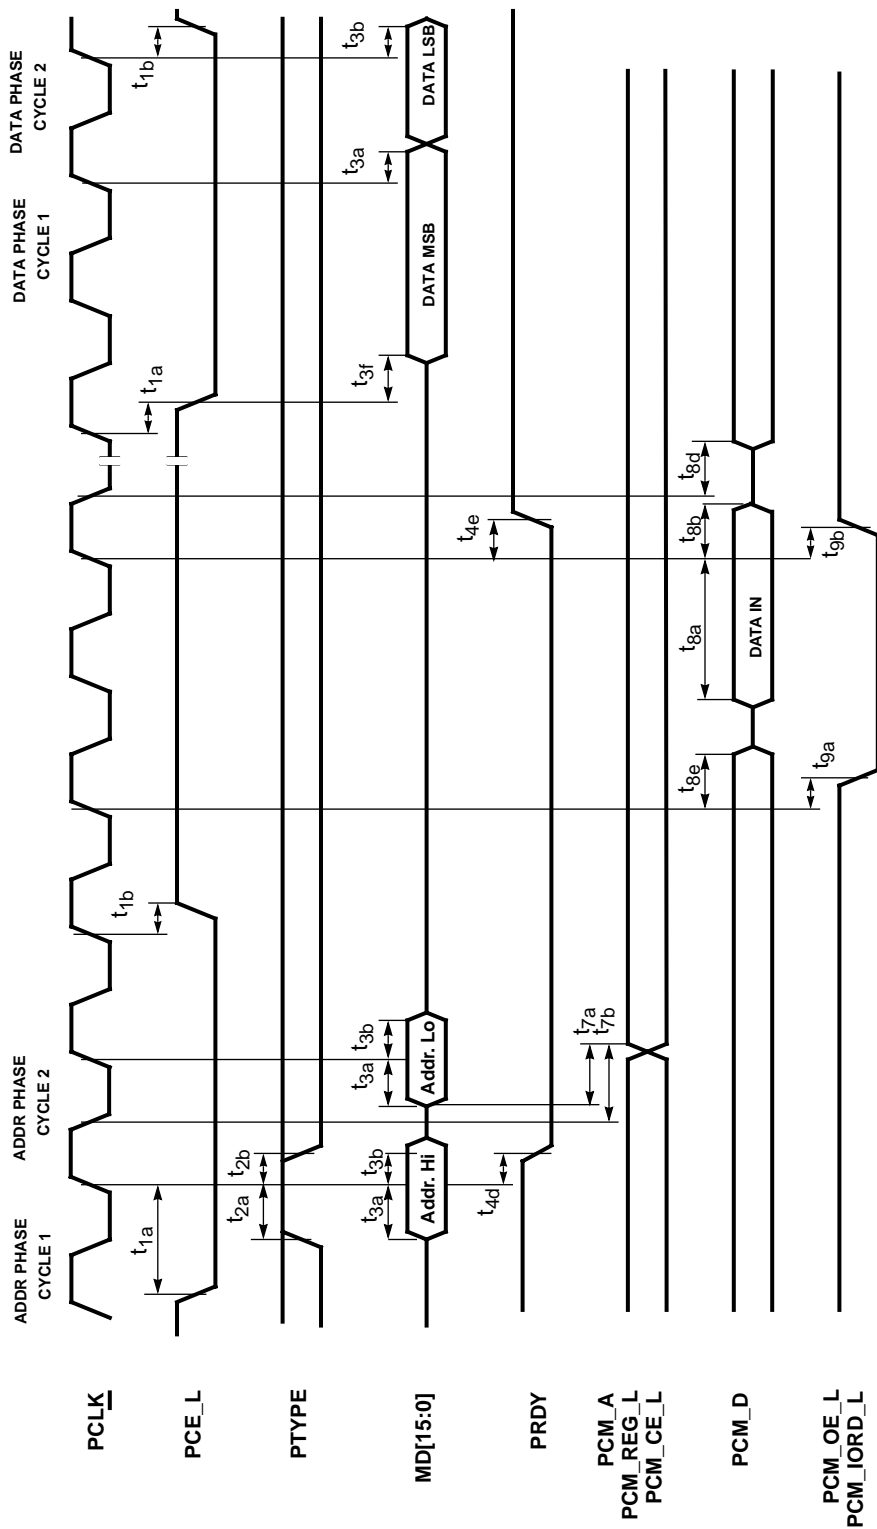 ADDR PHASE
CYCLE 1
ADDR PHASE
CYCLE 2
DATA PHASE
CYCLE 1
DATA PHASE
CYCLE 2
PCLK
PCE_L
t1a
t1b
t1a
t1b
PTYPE
t2a
t2b
MD[15:0]
t3a
t3b
t3a
t3b
t3f
t3a
t3b
Addr. Hi
Addr. Lo
DATA MSB
DATA LSB
PRDY
t4d
t4e
PCM_A
PCM_REG_L
PCM_CE_L
t7a
t7b
PCM_D
t8e
t8a
t8b
t8d
DATA IN
PCM_OE_L
PCM_IORD_L
t9a
t9b